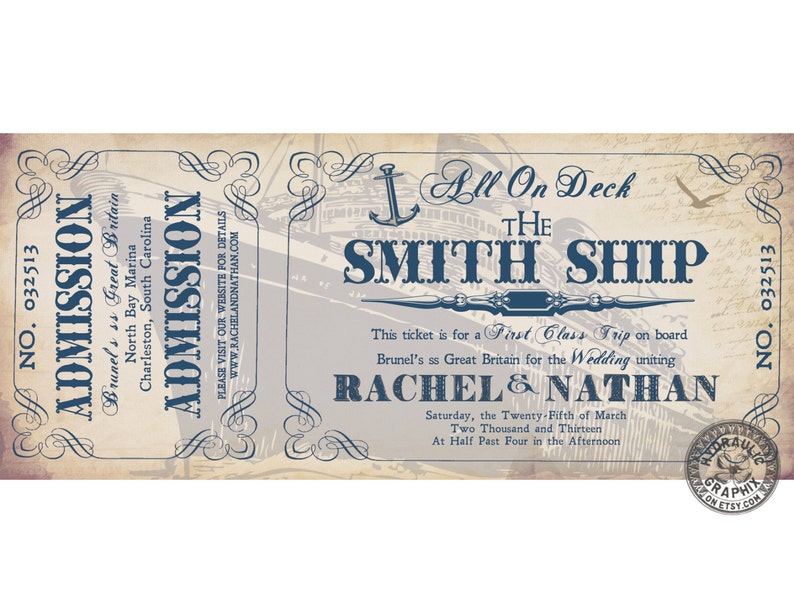 NO. 032513
ADMISSION
Brunel's ss Great Britain
North Bay Marina
Charleston, South Carolina
ADMISSION
PLEASE VISIT OUR WEBSITE FOR DETAILS
WWW.RACHELANDNATHAN.COM
All On Deck
THE
SMITH SHIP
This ticket is for a First Class Trip on board
Brunel's ss Great Britain for the Wedding uniting
RACHEL & NATHAN
Saturday, the Twenty-Fifth of March
Two Thousand and Thirteen
At Half Past Four in the Afternoon
NO. 032513
HYDRAULIC
GRAPHIX
ON ETSY.COM